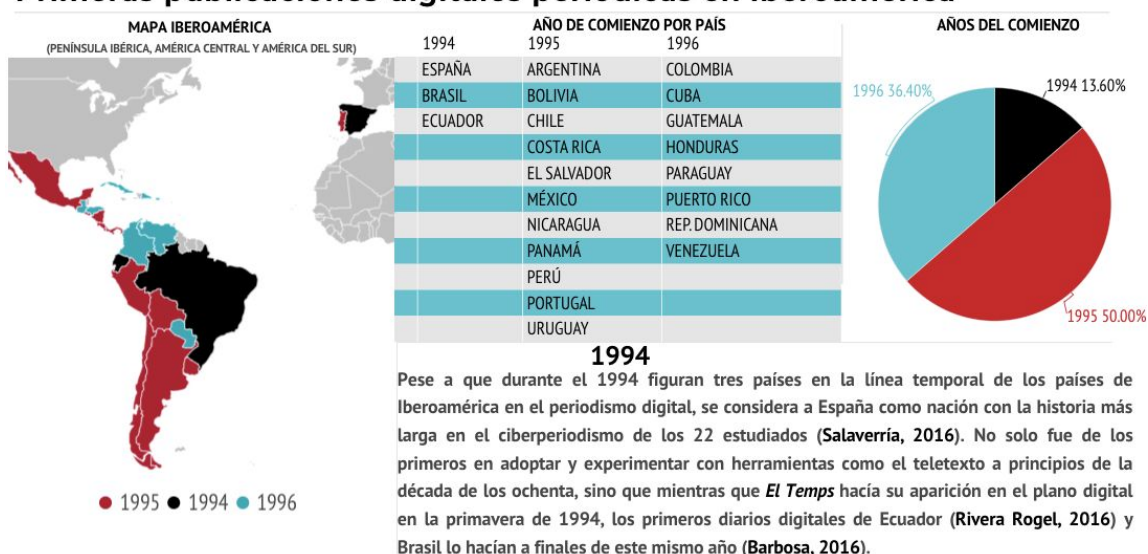 Primeras publicaciones digitales periódicas en Iberoamérica
MAPA IBEROAMÉRICA
(PENÍNSULA IBÉRICA, AMÉRICA CENTRAL Y AMÉRICA DEL SUR)
1995 1994 1996
AÑO DE COMIENZO POR PAÍS
1994 1995 1996
ESPAÑA ARGENTINA COLOMBIA
BRASIL BOLIVIA CUBA
ECUADOR CHILE GUATEMALA
COSTA RICA HONDURAS
EL SALVADOR PARAGUAY
MÉXICO PUERTO RICO
NICARAGUA REP. DOMINICANA
PANAMÁ VENEZUELA
PERÚ
PORTUGAL
URUGUAY
AÑOS DEL COMIENZO
1996 36.40%
1994 13.60%
1995 50.00%
1994
Pese a que durante el 1994 figuran tres países en la línea temporal de los países de
Iberoamérica en el periodismo digital, se considera a España como nación con la historia más
larga en el ciberperiodismo de los 22 estudiados (Salaverría, 2016). No solo fue de los
primeros en adoptar y experimentar con herramientas como el teletexto a principios de la
década de los ochenta, sino que mientras que El Temps hacía su aparición en el plano digital
en la primavera de 1994, los primeros diarios digitales de Ecuador (Rivera Rogel, 2016) y
Brasil lo hacían a finales de este mismo año (Barbosa, 2016).